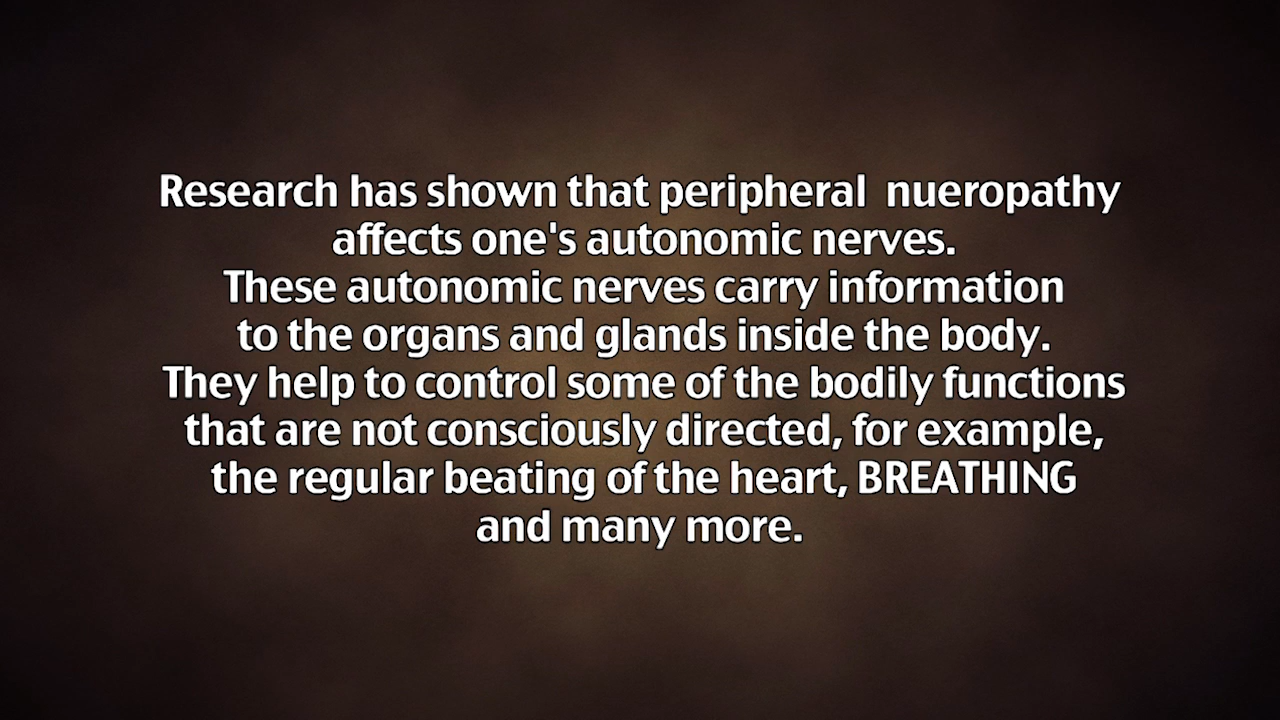 Research has shown that peripheral  nueropathy
affects one's autonomic nerves.
These autonomic nerves carry information
to the organs and glands inside the body.
They help to control some of the bodily functions
that are not consciously directed, for example,
the regular beating of the heart, BREATHING
and many more.